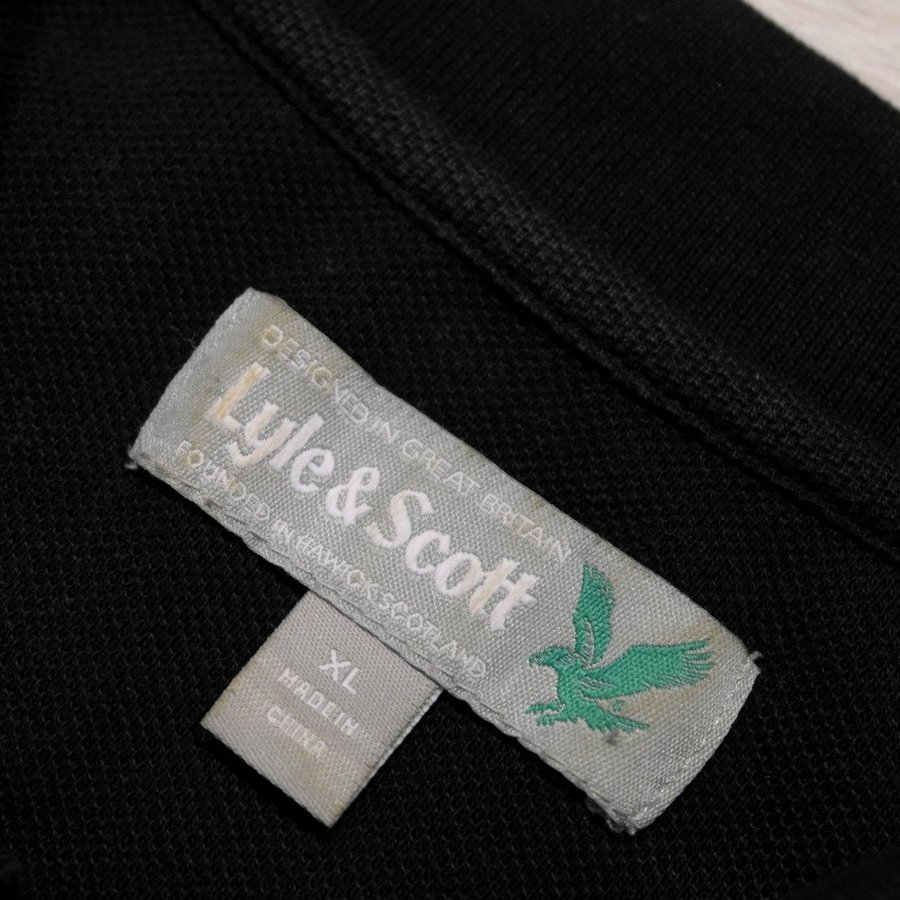 DESIGNED IN GREAT BRITAIN
Lyle & Scott
FOUNDED IN HAWICK SCOTLAND
XL
MADE IN
CHINA